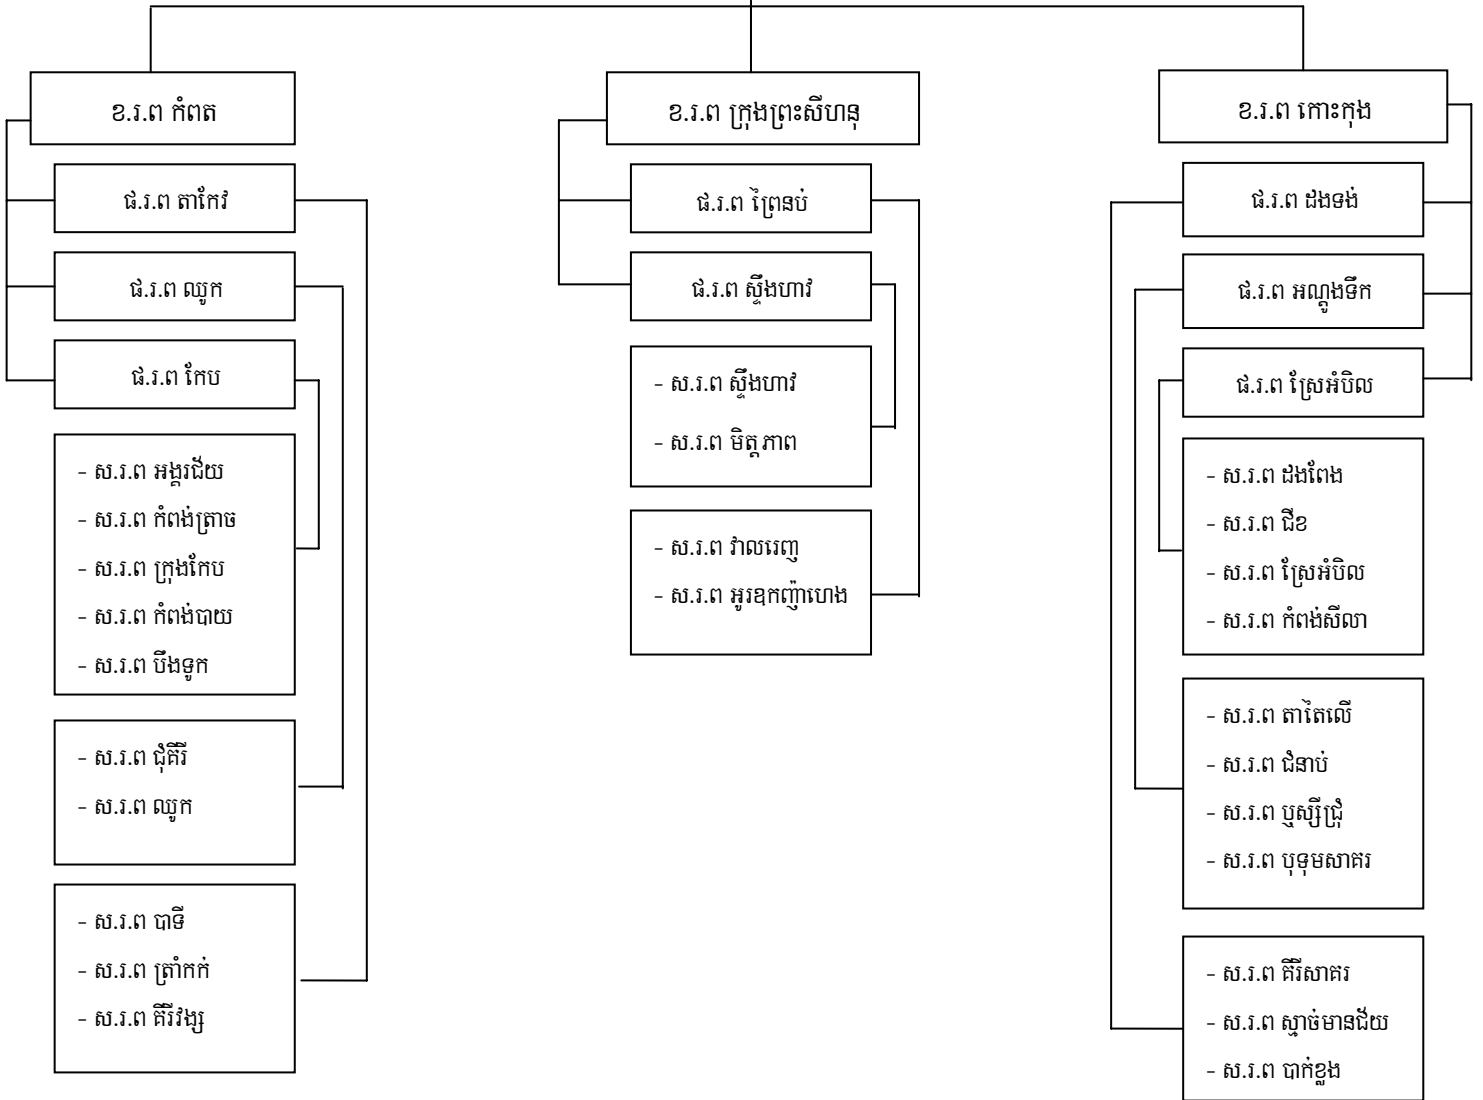 ខ.រ.ព កំពត
ផ.រ.ព តាកែវ
ផ.រ.ព ឈូក
ផ.រ.ព កែប
- ស.រ.ព អង្គរជ័យ
- ស.រ.ព កំពង់ត្រាច
- ស.រ.ព ក្រុងកែប
- ស.រ.ព កំពង់បាយ
- ស.រ.ព បឹងទូក
- ស.រ.ព ជុំគីរី
- ស.រ.ព ឈូក
- ស.រ.ព បាទី
- ស.រ.ព ត្រាំកក់
- ស.រ.ព គីរីវង្ស
ខ.រ.ព ក្រុងព្រះសីហនុ
ផ.រ.ព ព្រៃនប់
ផ.រ.ព ស្ទឹងហាវ
- ស.រ.ព ស្ទឹងហាវ
- ស.រ.ព មិត្តភាព
- ស.រ.ព វាលរេញ
- ស.រ.ព អូរឧកញ៉ាហេង
ខ.រ.ព កោះកុង
ផ.រ.ព ដងទង់
ផ.រ.ព អណ្តូងទឹក
ផ.រ.ព ស្រែអំបិល
- ស.រ.ព ដងពែង
- ស.រ.ព ជីខ
- ស.រ.ព ស្រែអំបិល
- ស.រ.ព កំពង់សីលា
- ស.រ.ព តាតៃលើ
- ស.រ.ព ជំនាប់
- ស.រ.ព ឬស្សីជ្រុំ
- ស.រ.ព បុទុមសាគរ
- ស.រ.ព គីរីសាគរ
- ស.រ.ព ស្មាច់មានជ័យ
- ស.រ.ព បាក់ខ្លង